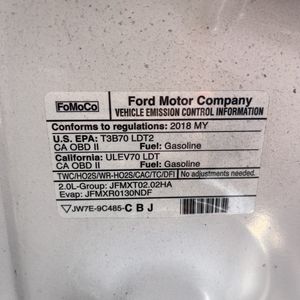 FoMoCo
Ford Motor Company
VEHICLE EMISSION CONTROL INFORMATION
Conforms to regulations: 2018 MY
U.S. EPA: T3B70 LDT2
CA OBD II Fuel: Gasoline
California: ULEV70 LDT
CA OBD II Fuel: Gasoline
TWC/HO2S/WR-HO2S/CAC/TC/DFI No adjustments needed.
2.0L-Group: JFMXT02.02HA
Evap: JFMXR0130NDF
JW7E-9C485-C B J